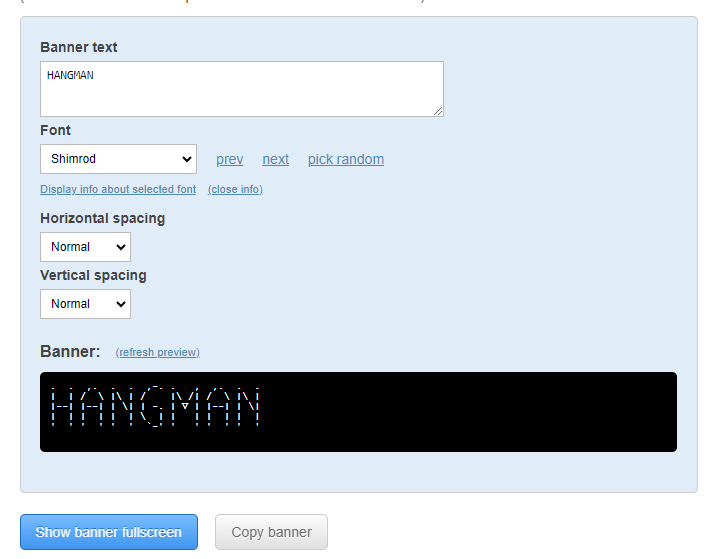 Banner text
HANGMAN
Font
Shimrod
prev next pick random
Display info about selected font (close info)
Horizontal spacing
Normal
Vertical spacing
Normal
Banner: (refresh preview)
HANGMAN
Show banner fullscreen Copy banner